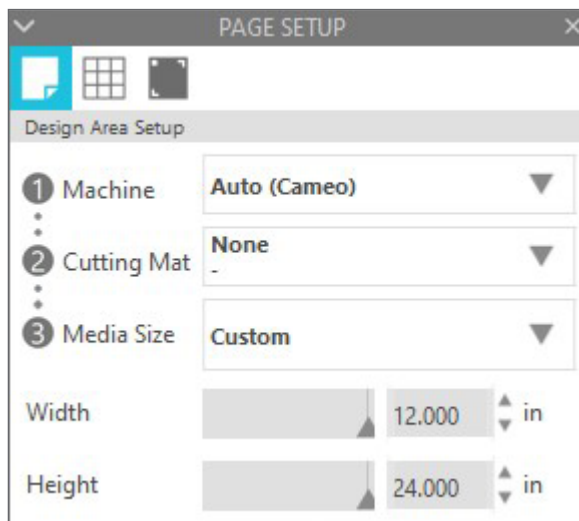 PAGE SETUP
Design Area Setup
1 Machine Auto (Cameo)
2 Cutting Mat None
-
3 Media Size Custom
Width 12.000 in
Height 24.000 in